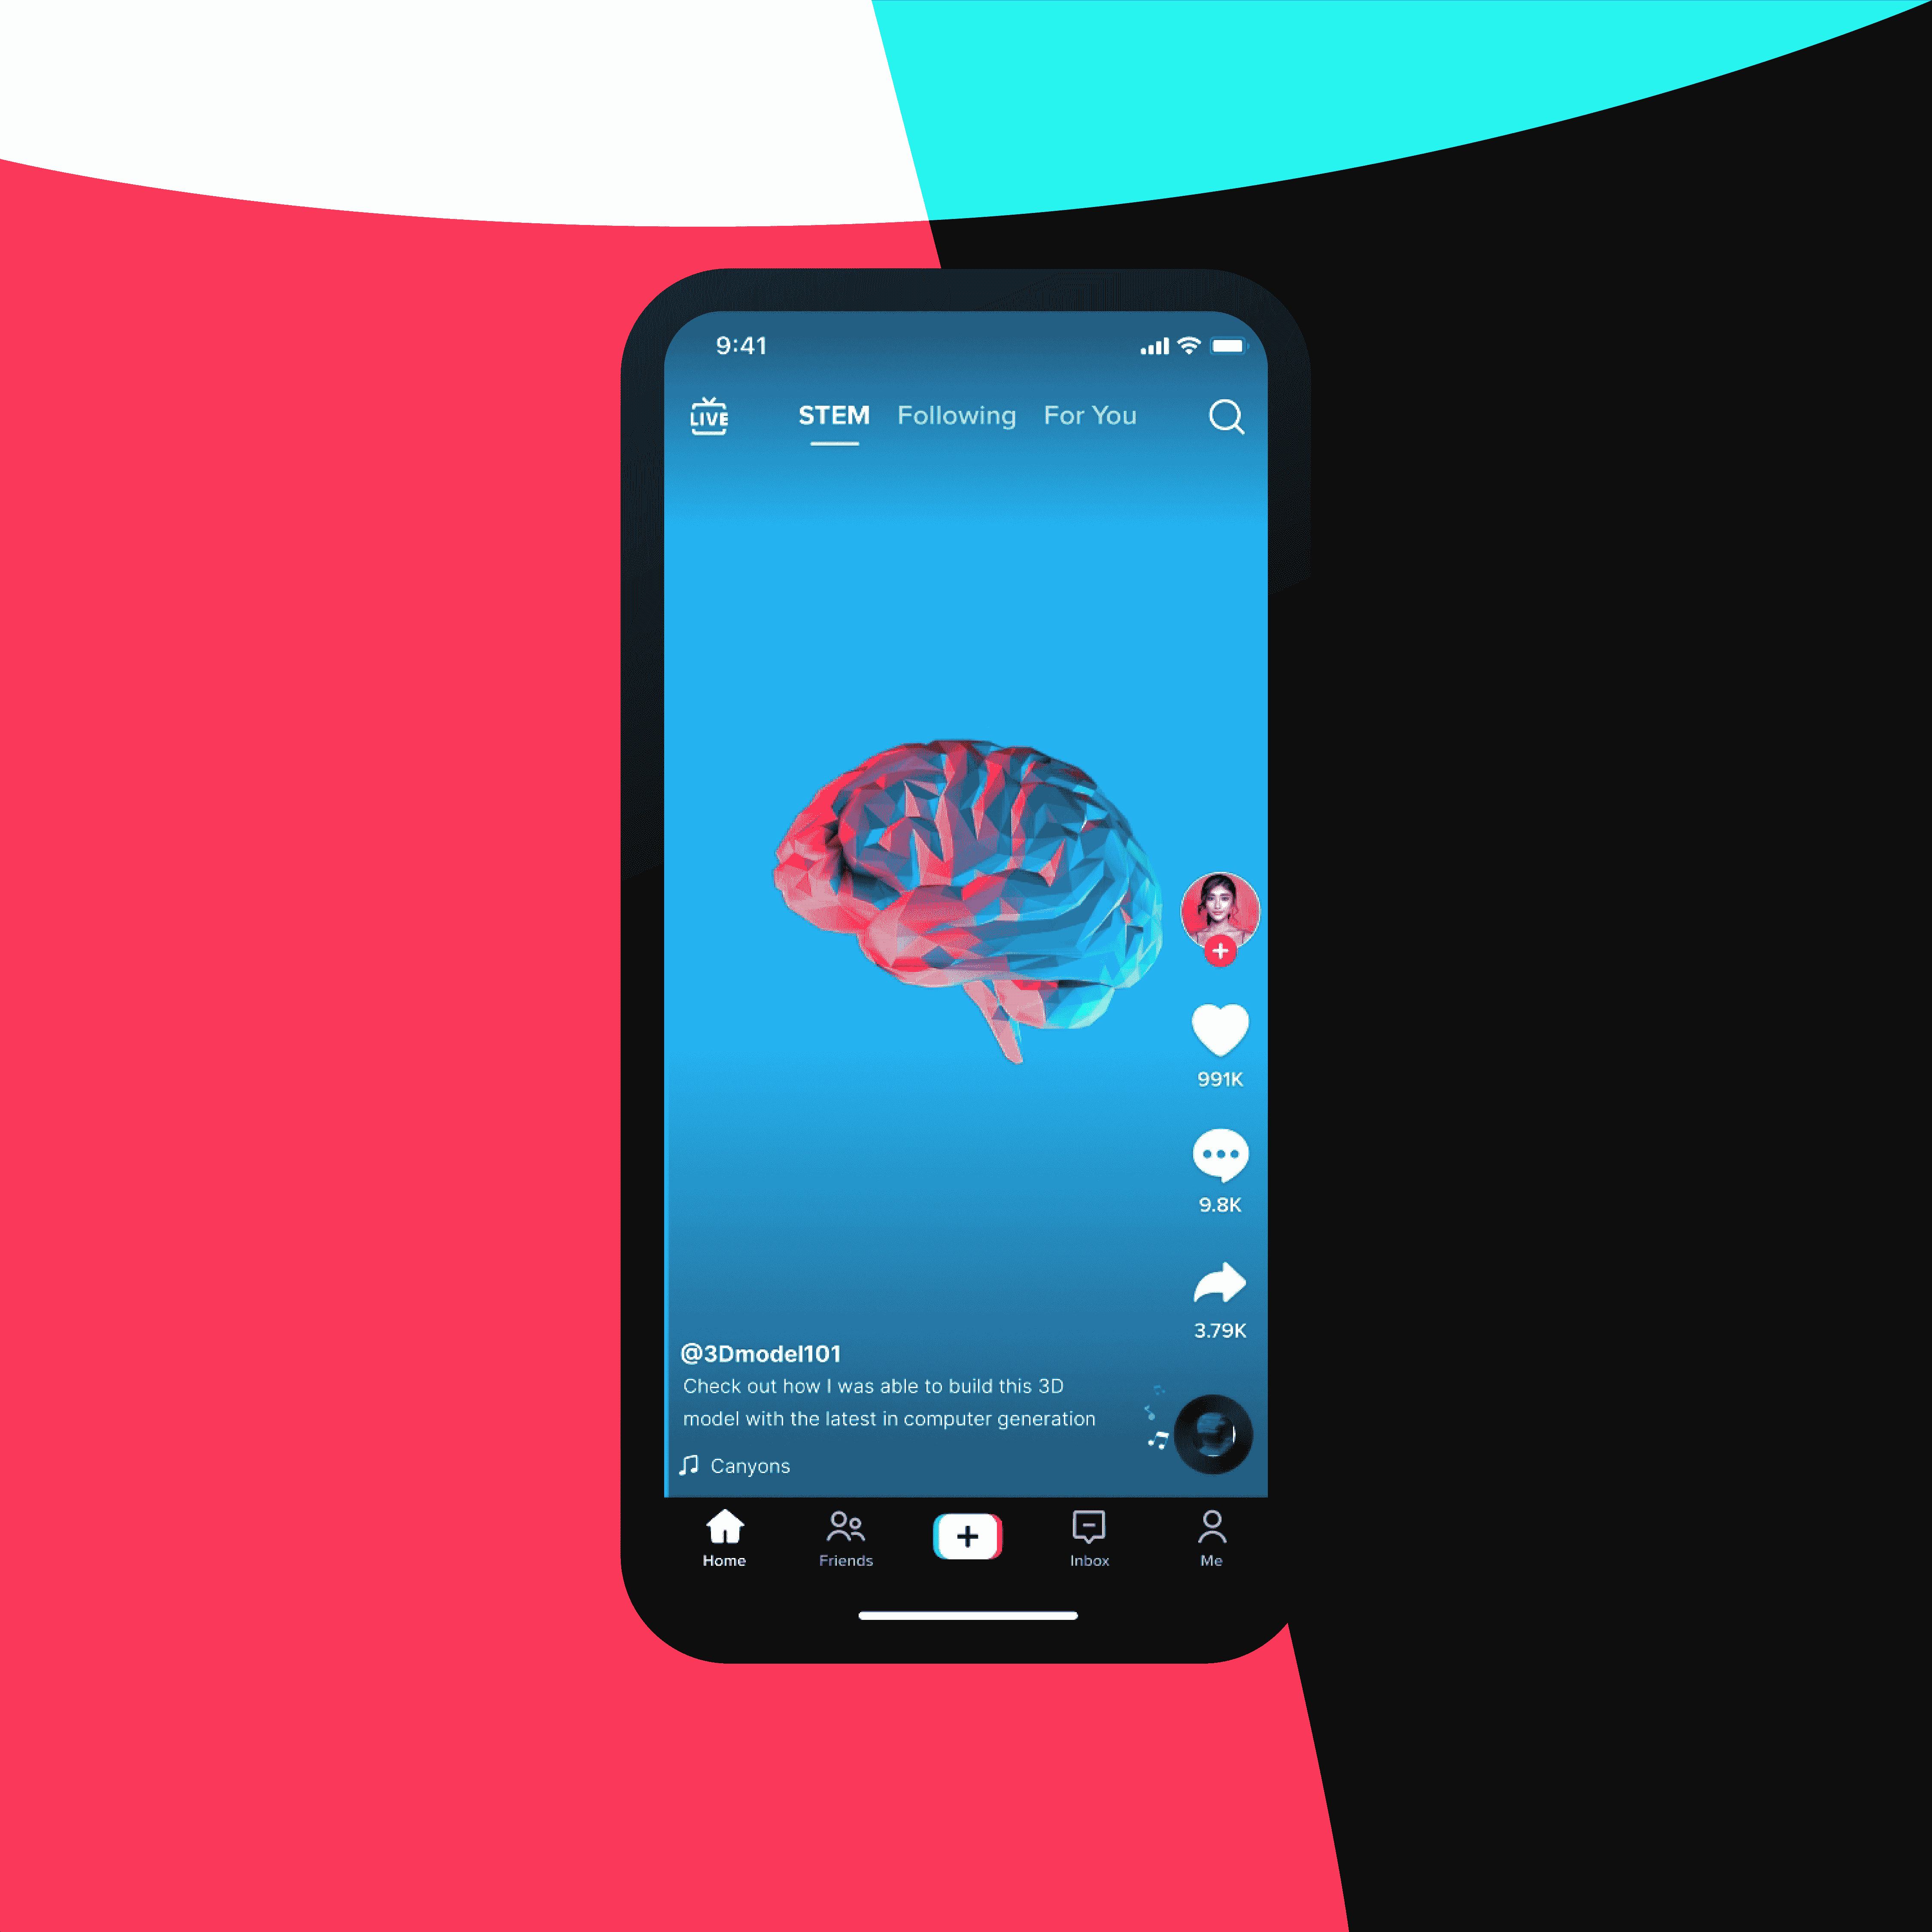 9:41
LIVE
STEM Following For You
991K
9.8K
3.79K
@3Dmodel101
Check out how I was able to build this 3D
model with the latest in computer generation
Canyons
Home Friends Inbox Me